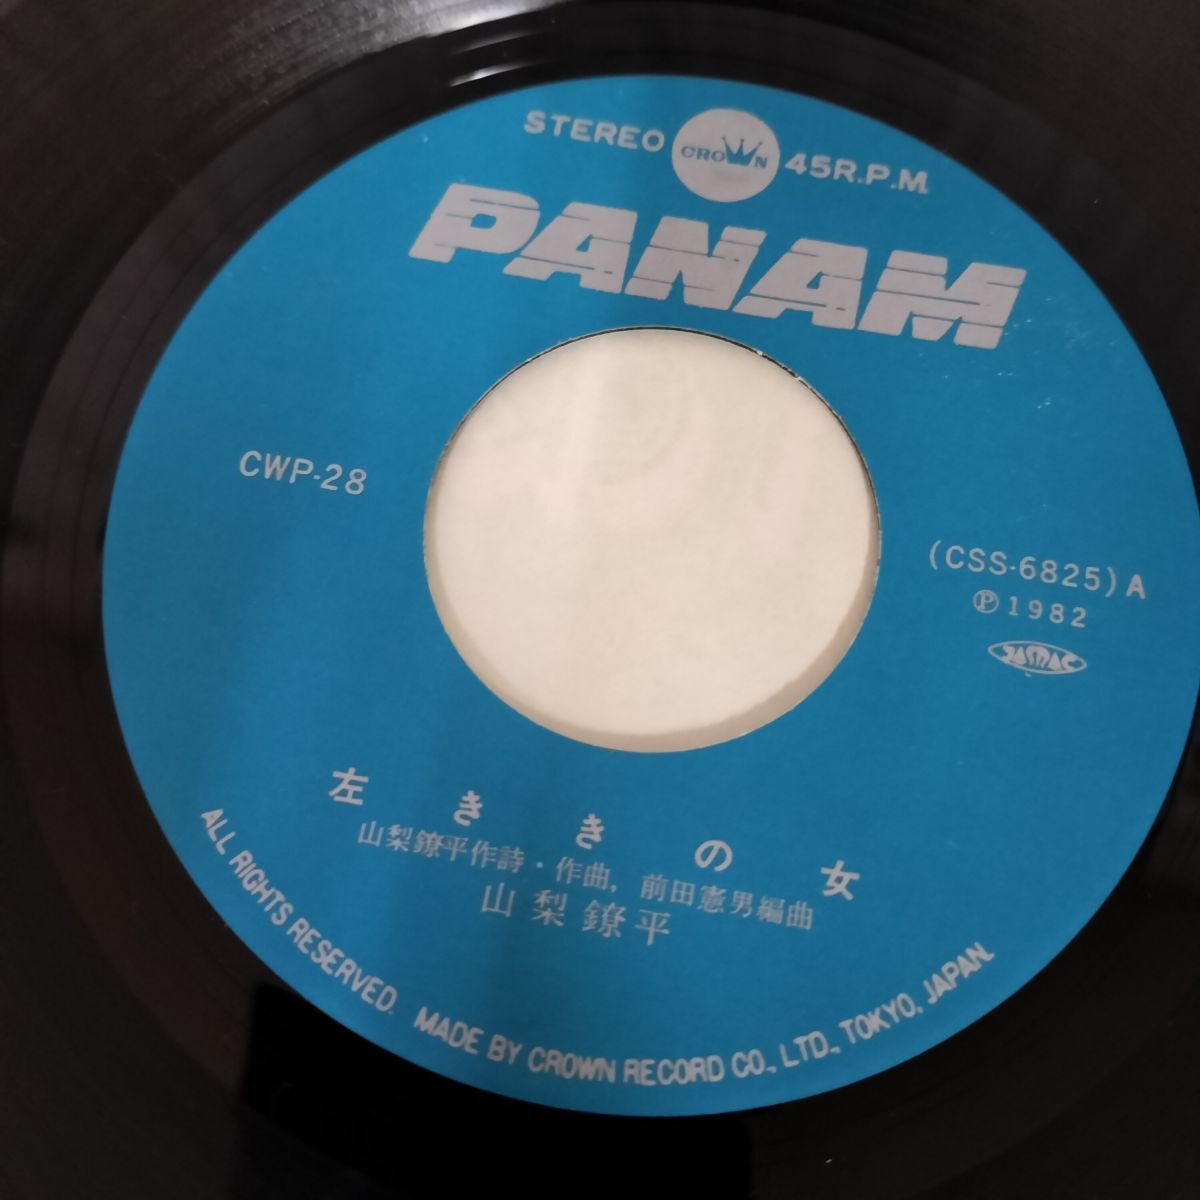 STEREO CROWN 45R.P.M.
PANAM
CWP-28
(CSS-6825)A
Ⓟ1982
JASRAC
左ききの女
山梨鐐平作詩・作曲, 前田憲男編曲
山梨鐐平
ALL RIGHTS RESERVED. MADE BY CROWN RECORD CO., LTD., TOKYO, JAPAN.